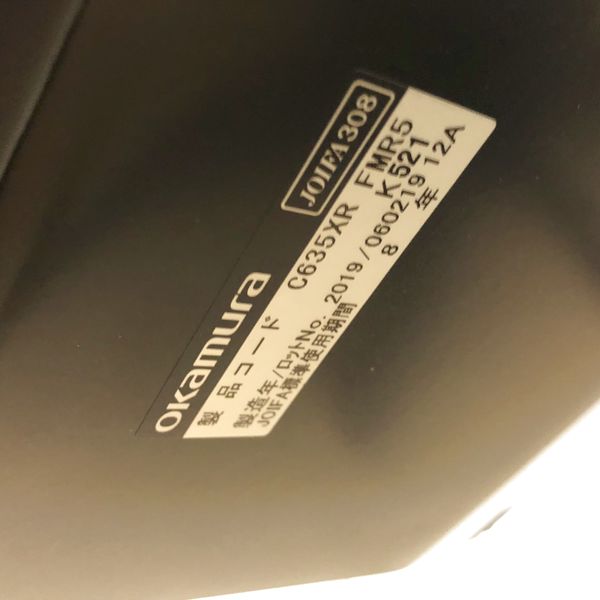 okamura JOIFA308
製品コード C635XR FMR5
K521
製造年/ロットNo. 2019/06021912A
JOIFA標準使用期間 8 年